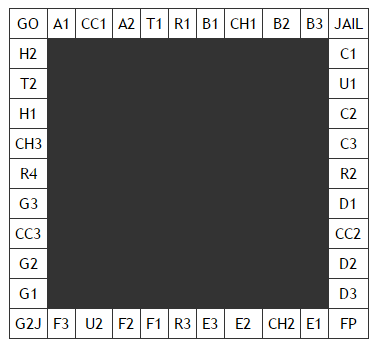 GO A1 CC1 A2 T1 R1 B1 CH1 B2 B3 JAIL
H2 C1
T2 U1
H1 C2
CH3 C3
R4 R2
G3 D1
CC3 CC2
G2 D2
G1 D3
G2J F3 U2 F2 F1 R3 E3 E2 CH2 E1 FP